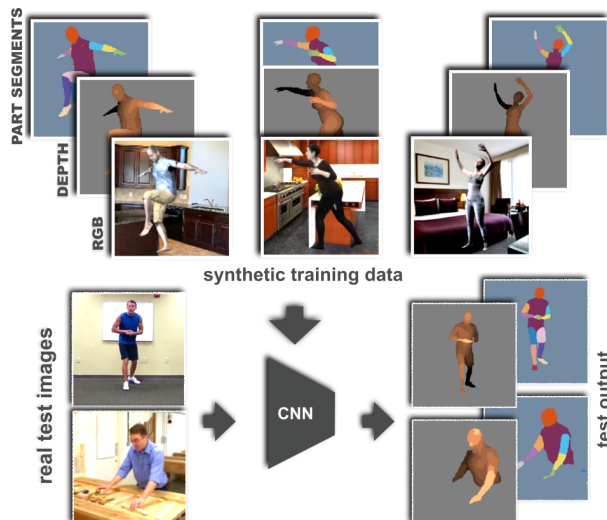 PART SEGMENTS
DEPTH
RGB
synthetic training data
real test images
CNN
test output